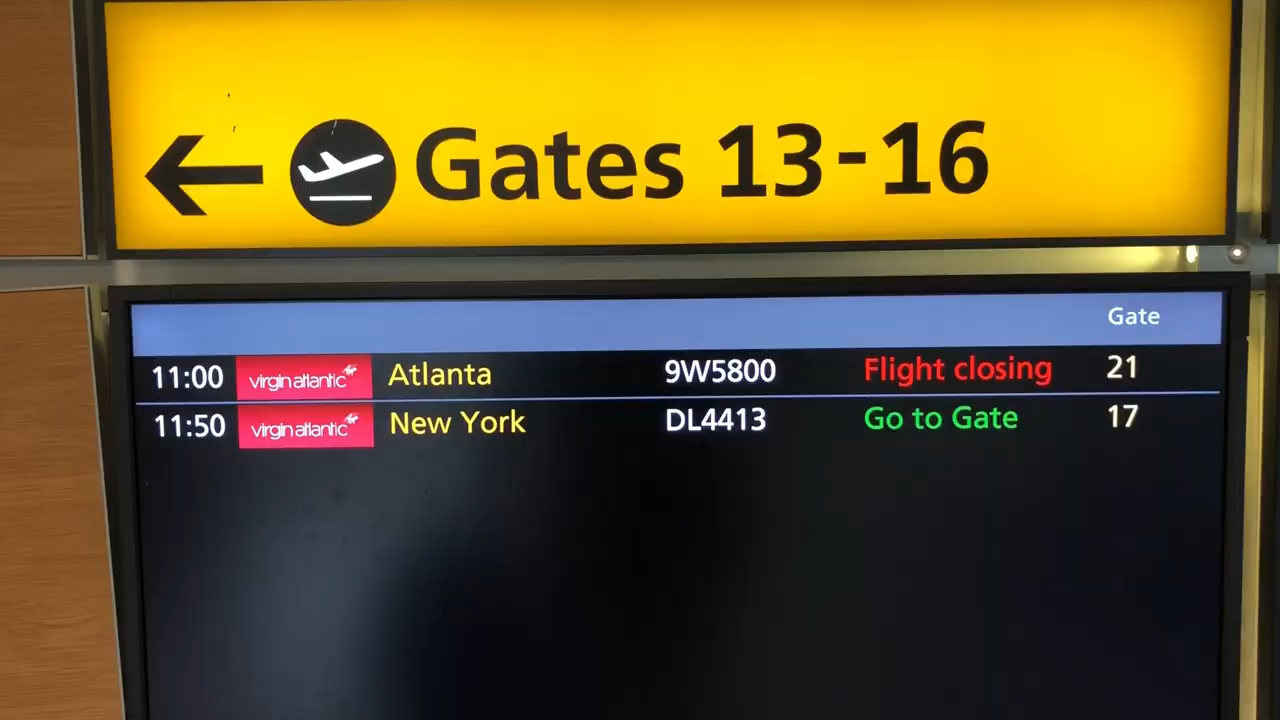 Gates 13-16
Gate
11:00 virgin atlantic Atlanta 9W5800 Flight closing 21
11:50 virgin atlantic New York DL4413 Go to Gate 17